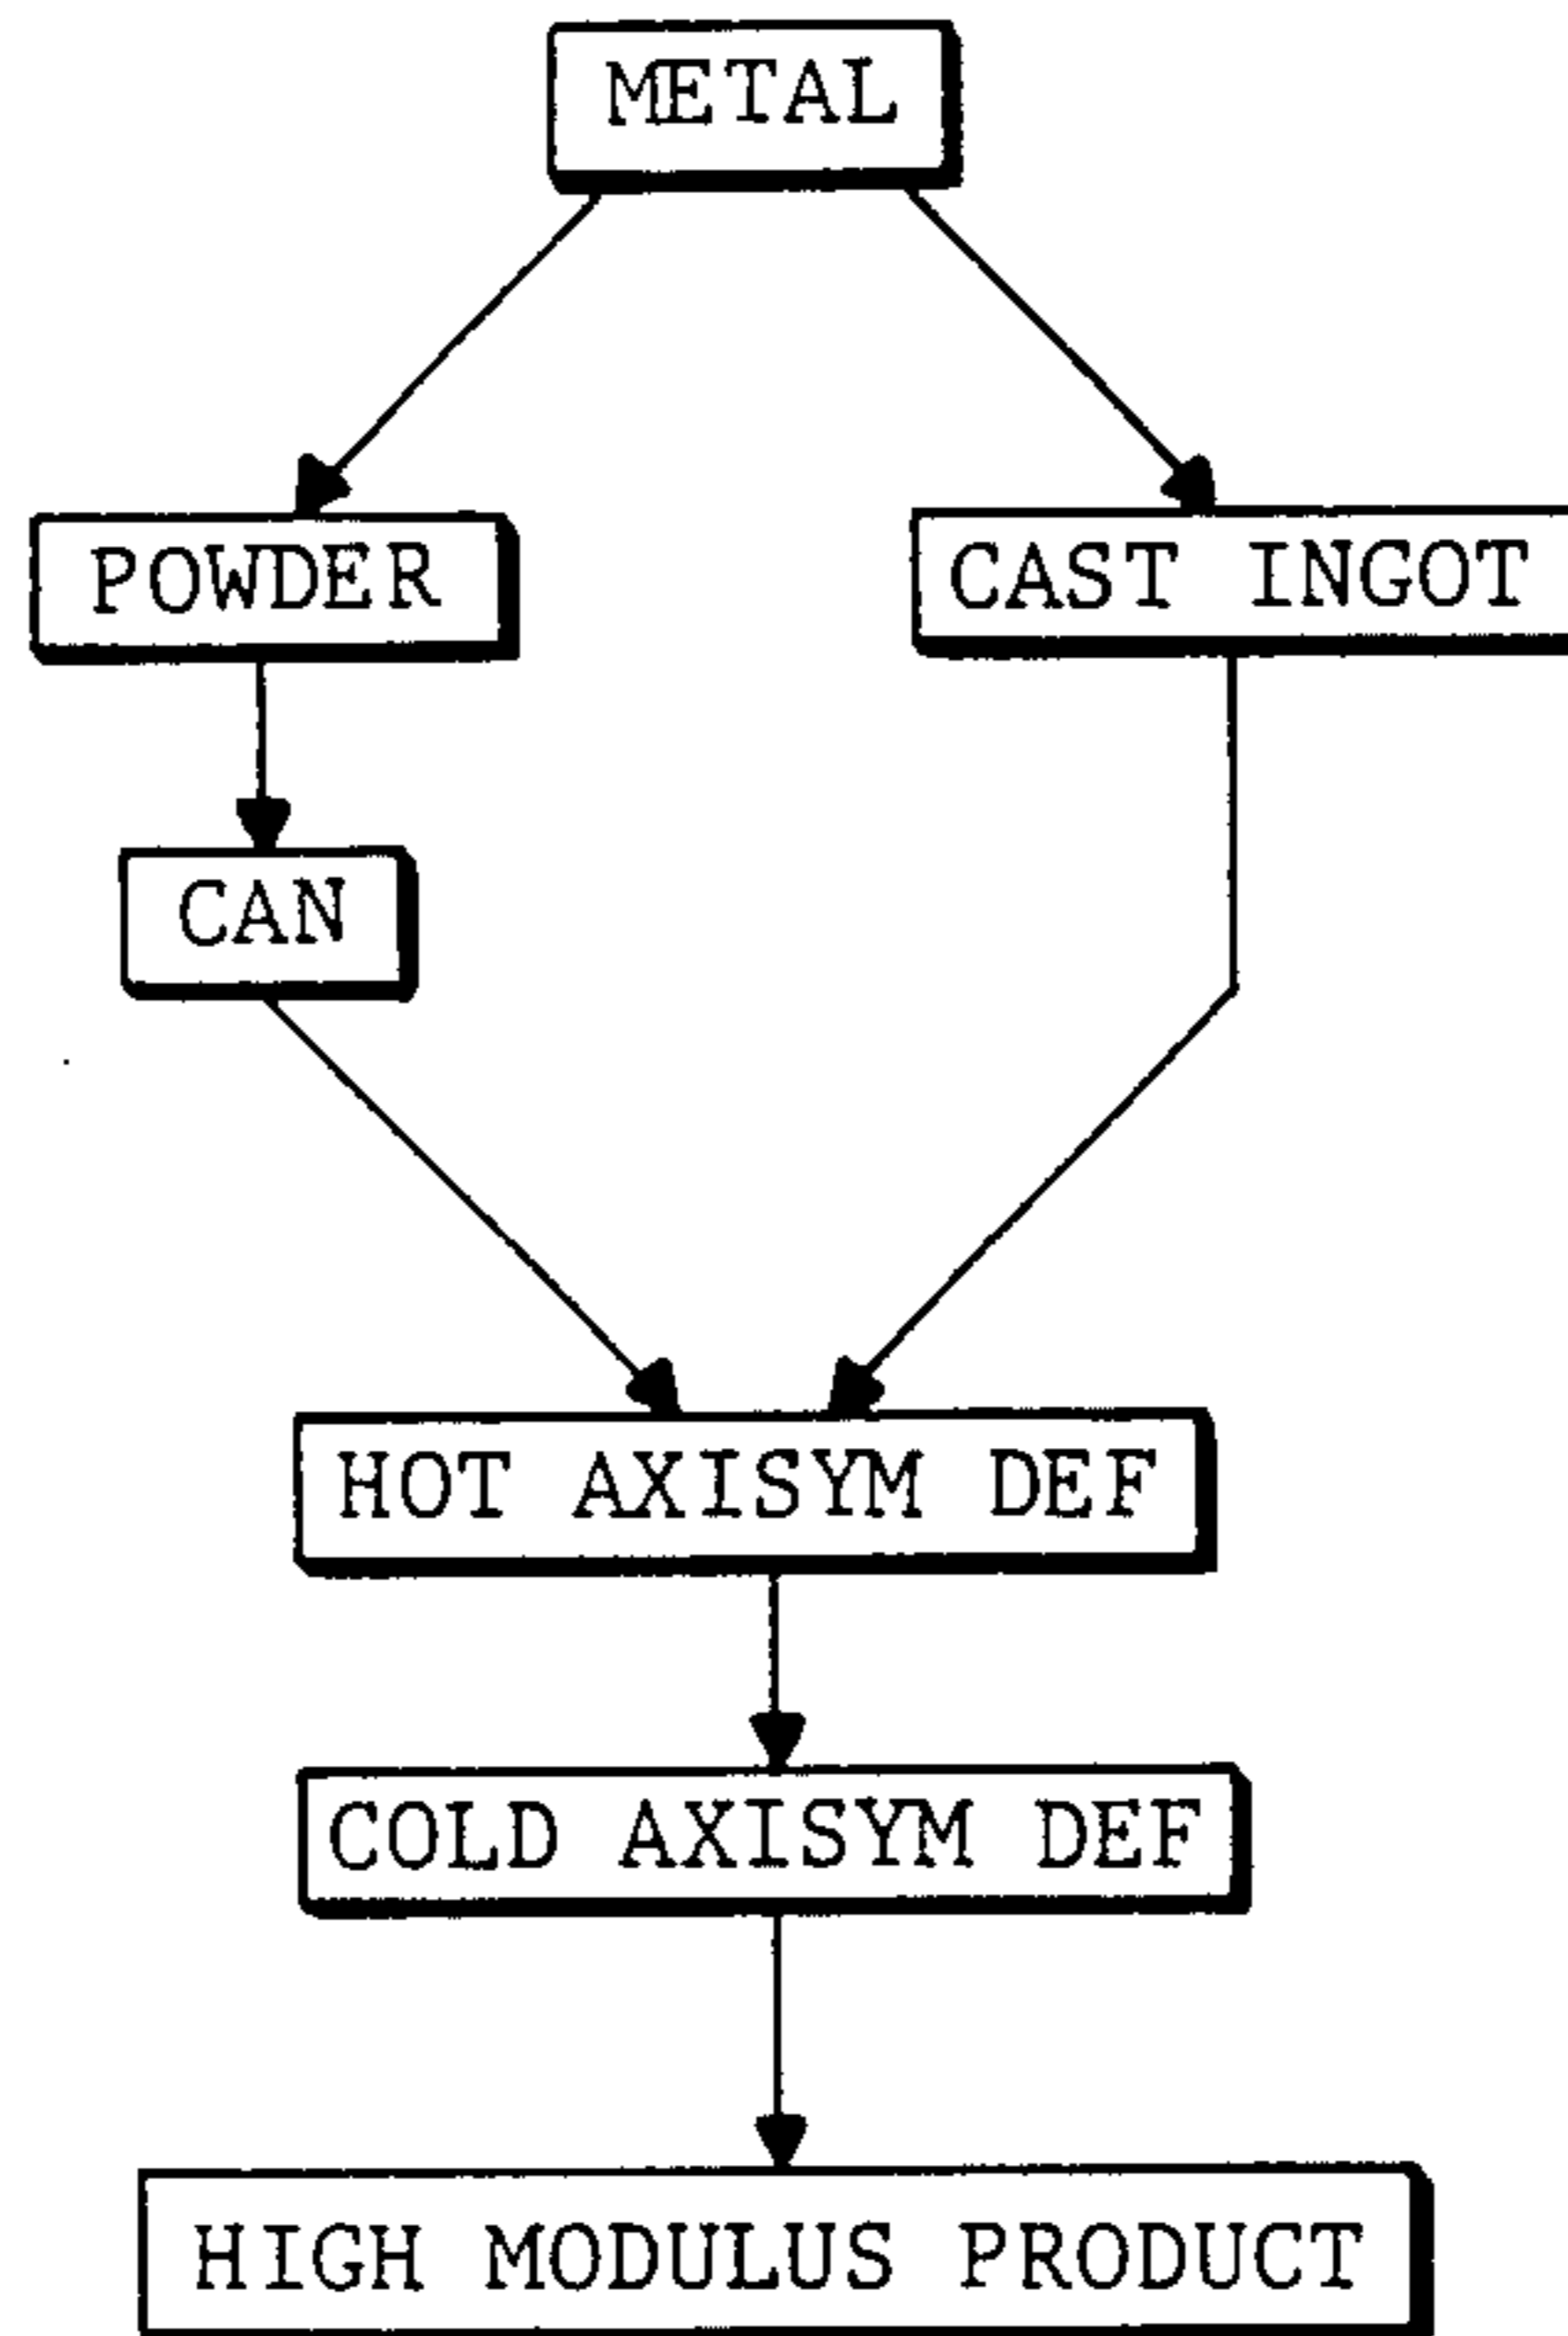 METAL
POWDER
CAST INGOT
CAN
HOT AXISYM DEF
COLD AXISYM DEF
HIGH MODULUS PRODUCT